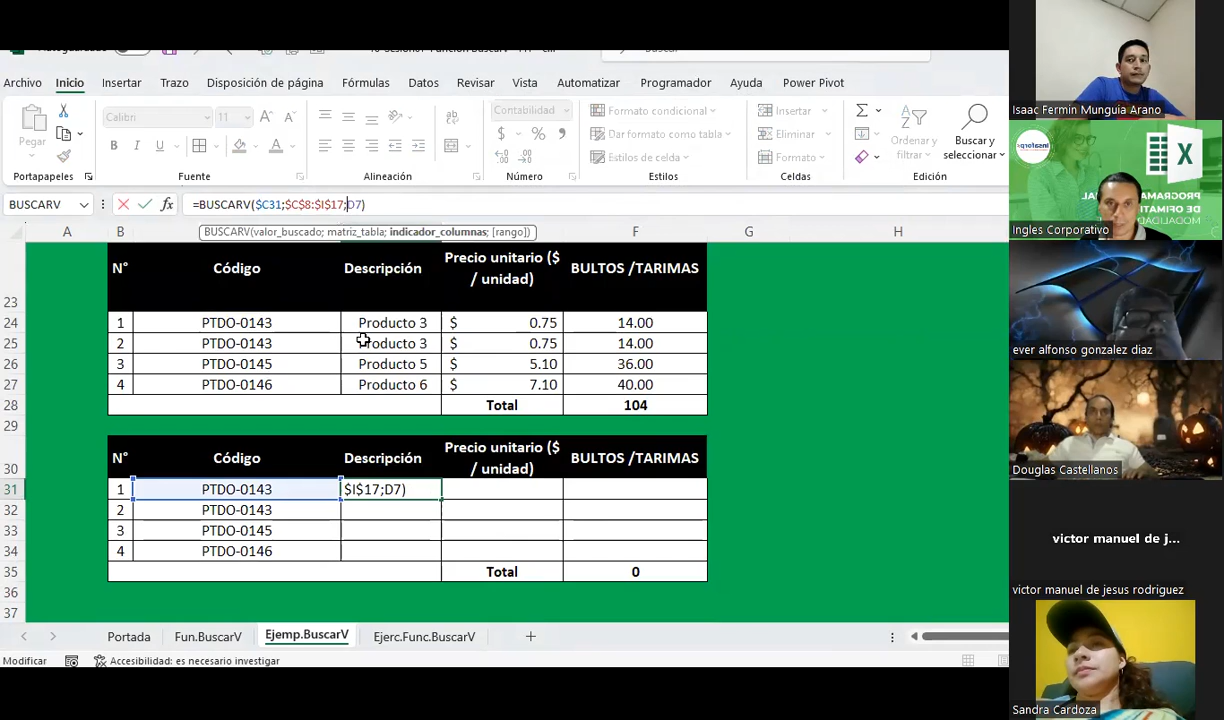 Archivo Inicio Insertar Trazo Disposición de página Fórmulas Datos Revisar Vista Automatizar Programador Ayuda Power Pivot
Pegar
Calibri 11
N K S
Contabilidad
$ % ,
Formato condicional
Dar formato como tabla
Estilos de celda
Insertar
Eliminar
Formato
Ordenar y
filtrar
Buscar y
seleccionar
Portapapeles Fuente Alineación Número Estilos Celdas Edición
BUSCARV fx =BUSCARV($C31;$C$8:$I$17;D7)
BUSCARV(valor_buscado; matriz_tabla; indicador_columnas; [rango])
A B C D E F G H
23 N° Código Descripción Precio unitario ($ / unidad) BULTOS /TARIMAS
24 1 PTDO-0143 Producto 3 $ 0.75 14.00
25 2 PTDO-0143 Producto 3 $ 0.75 14.00
26 3 PTDO-0145 Producto 5 $ 5.10 36.00
27 4 PTDO-0146 Producto 6 $ 7.10 40.00
28 Total 104
29
30 N° Código Descripción Precio unitario ($ / unidad) BULTOS /TARIMAS
31 1 PTDO-0143 $I$17;D7)
32 2 PTDO-0143
33 3 PTDO-0145
34 4 PTDO-0146
35 Total 0
36
37
Portada Fun.BuscarV Ejemp.BuscarV Ejerc.Func.BuscarV
Modificar Accesibilidad: es necesario investigar
Isaac Fermin Munguia Arano
Ingles Corporativo
ever alfonso gonzalez diaz
Douglas Castellanos
victor manuel de j...
victor manuel de jesus rodriguez
Sandra Cardoza